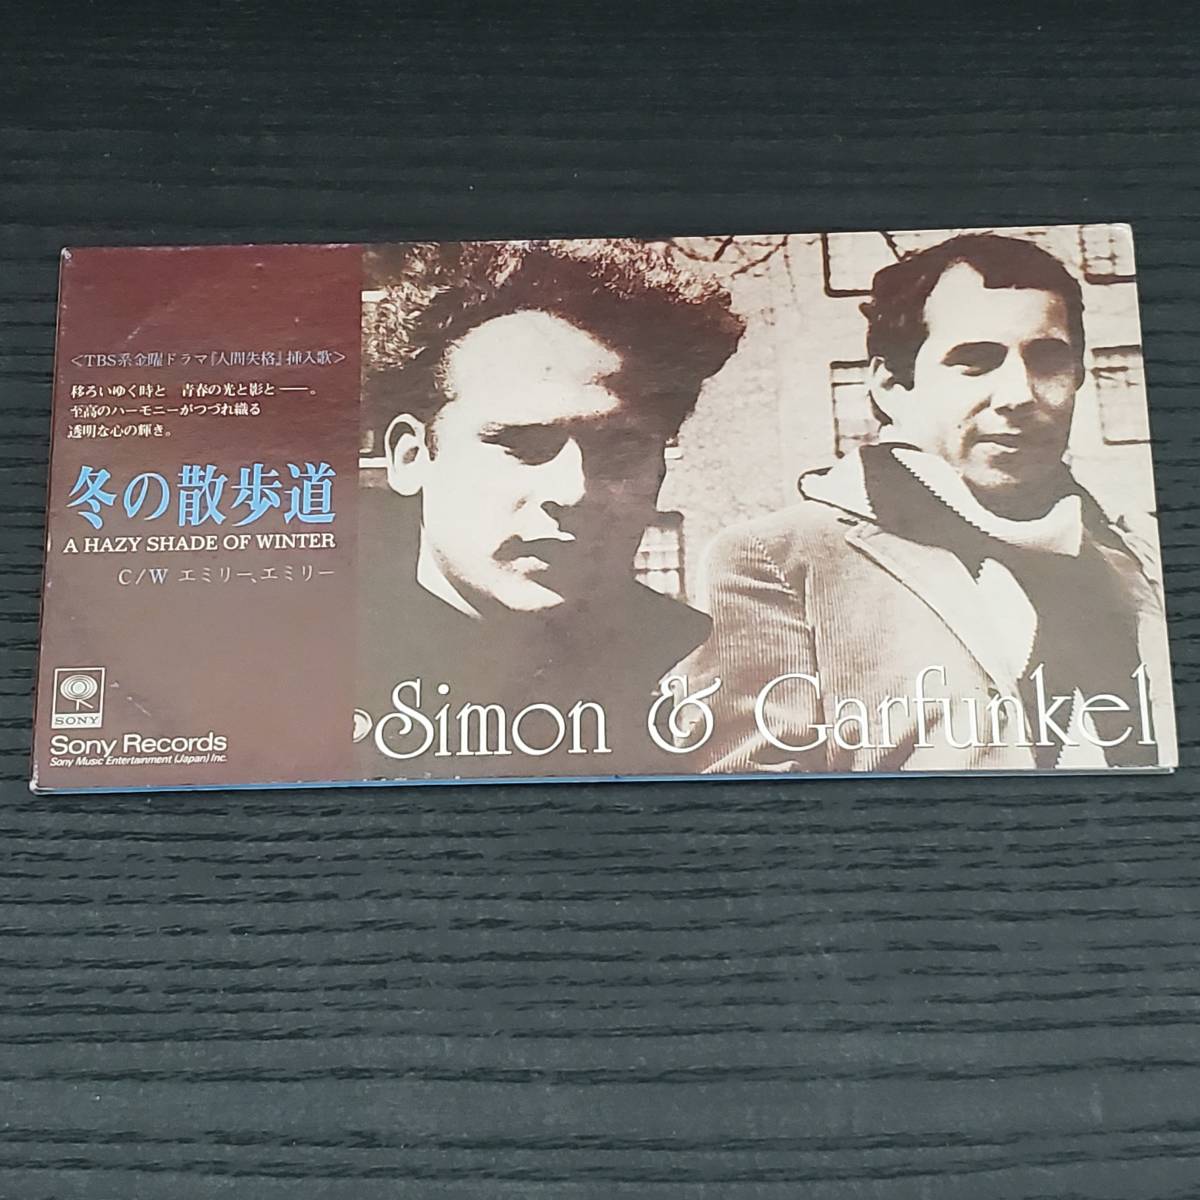 <TBS系金曜ドラマ『人間失格』挿入歌>
移ろいゆく時と 青春の光と影と──。
至高のハーモニーがつづれ織る
透明な心の輝き。
冬の散歩道
A HAZY SHADE OF WINTER
C/W エミリー、エミリー
SONY
Sony Records
Sony Music Entertainment (Japan) Inc.
Simon & Garfunkel